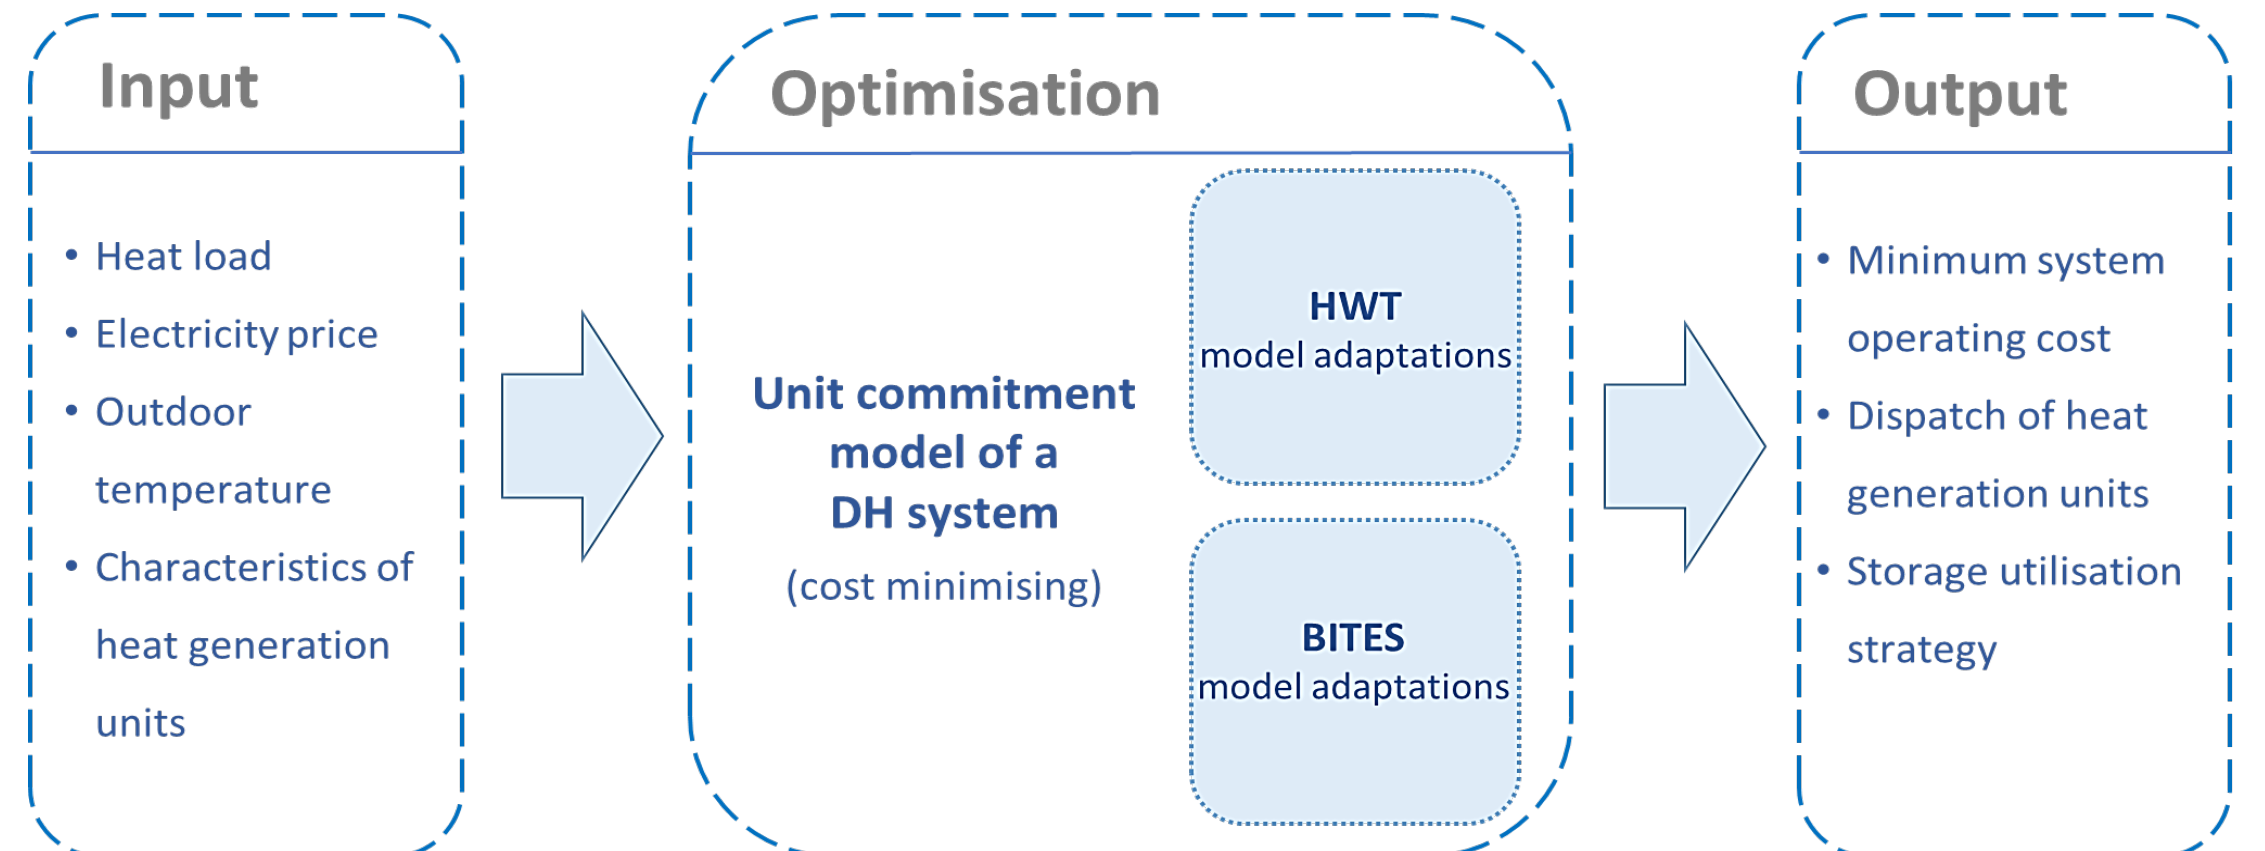 Input
• Heat load
• Electricity price
• Outdoor
temperature
• Characteristics of
heat generation
units
Optimisation
Unit commitment
model of a
DH system
(cost minimising)
HWT
model adaptations
BITES
model adaptations
Output
• Minimum system
operating cost
• Dispatch of heat
generation units
• Storage utilisation
strategy